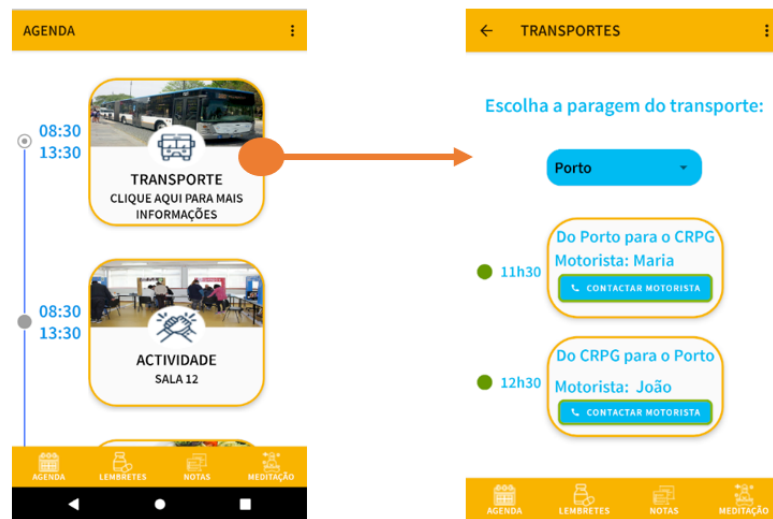 AGENDA
08:30
13:30
TRANSPORTE
CLIQUE AQUI PARA MAIS
INFORMAÇÕES
08:30
13:30
ACTIVIDADE
SALA 12
AGENDA
LEMBRETES
NOTAS
MEDITAÇÃO
TRANSPORTES
Escolha a paragem do transporte:
Porto
11h30
Do Porto para o CRPG
Motorista: Maria
CONTACTAR MOTORISTA
12h30
Do CRPG para o Porto
Motorista: João
CONTACTAR MOTORISTA
AGENDA
LEMBRETES
NOTAS
MEDITAÇÃO